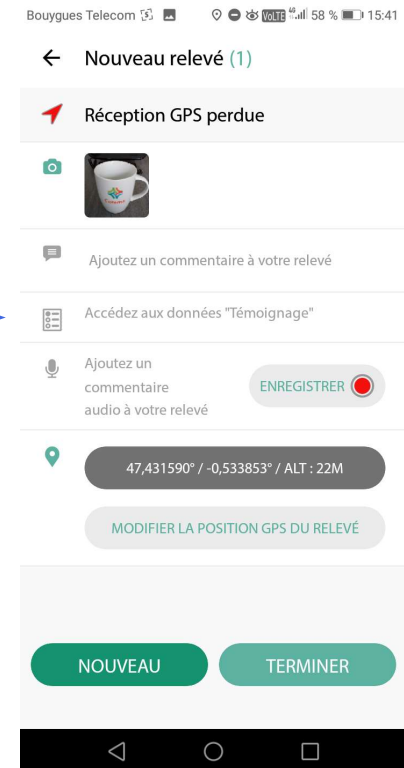 Bouygues Telecom VoLTE 58 % 15:41
Nouveau relevé (1)
Réception GPS perdue
Ajoutez un commentaire à votre relevé
Accédez aux données "Témoignage"
Ajoutez un
commentaire
audio à votre relevé
ENREGISTRER
47,431590° / -0,533853° / ALT : 22M
MODIFIER LA POSITION GPS DU RELEVÉ
NOUVEAU
TERMINER